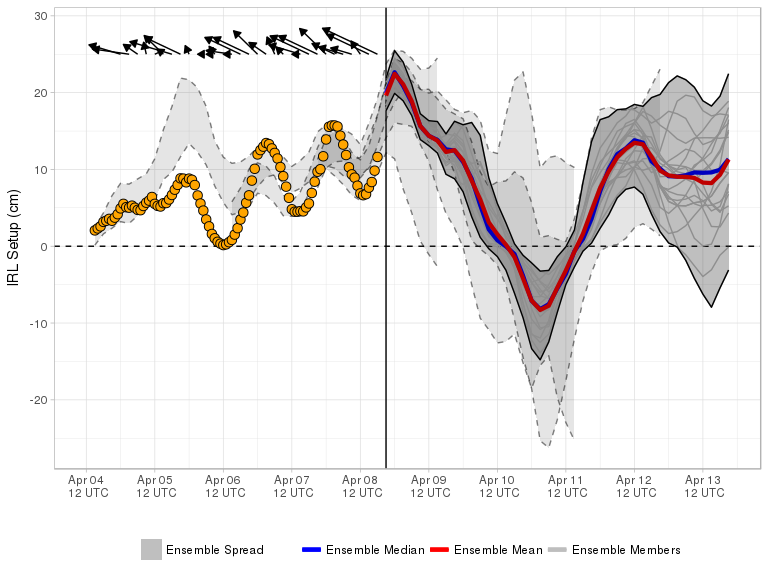 30
20
10
0
-10
-20
IRL Setup (cm)
Apr 04 Apr 05 Apr 06 Apr 07 Apr 08 Apr 09 Apr 10 Apr 11 Apr 12 Apr 13
12 UTC 12 UTC 12 UTC 12 UTC 12 UTC 12 UTC 12 UTC 12 UTC 12 UTC 12 UTC
Ensemble Spread Ensemble Median Ensemble Mean Ensemble Members